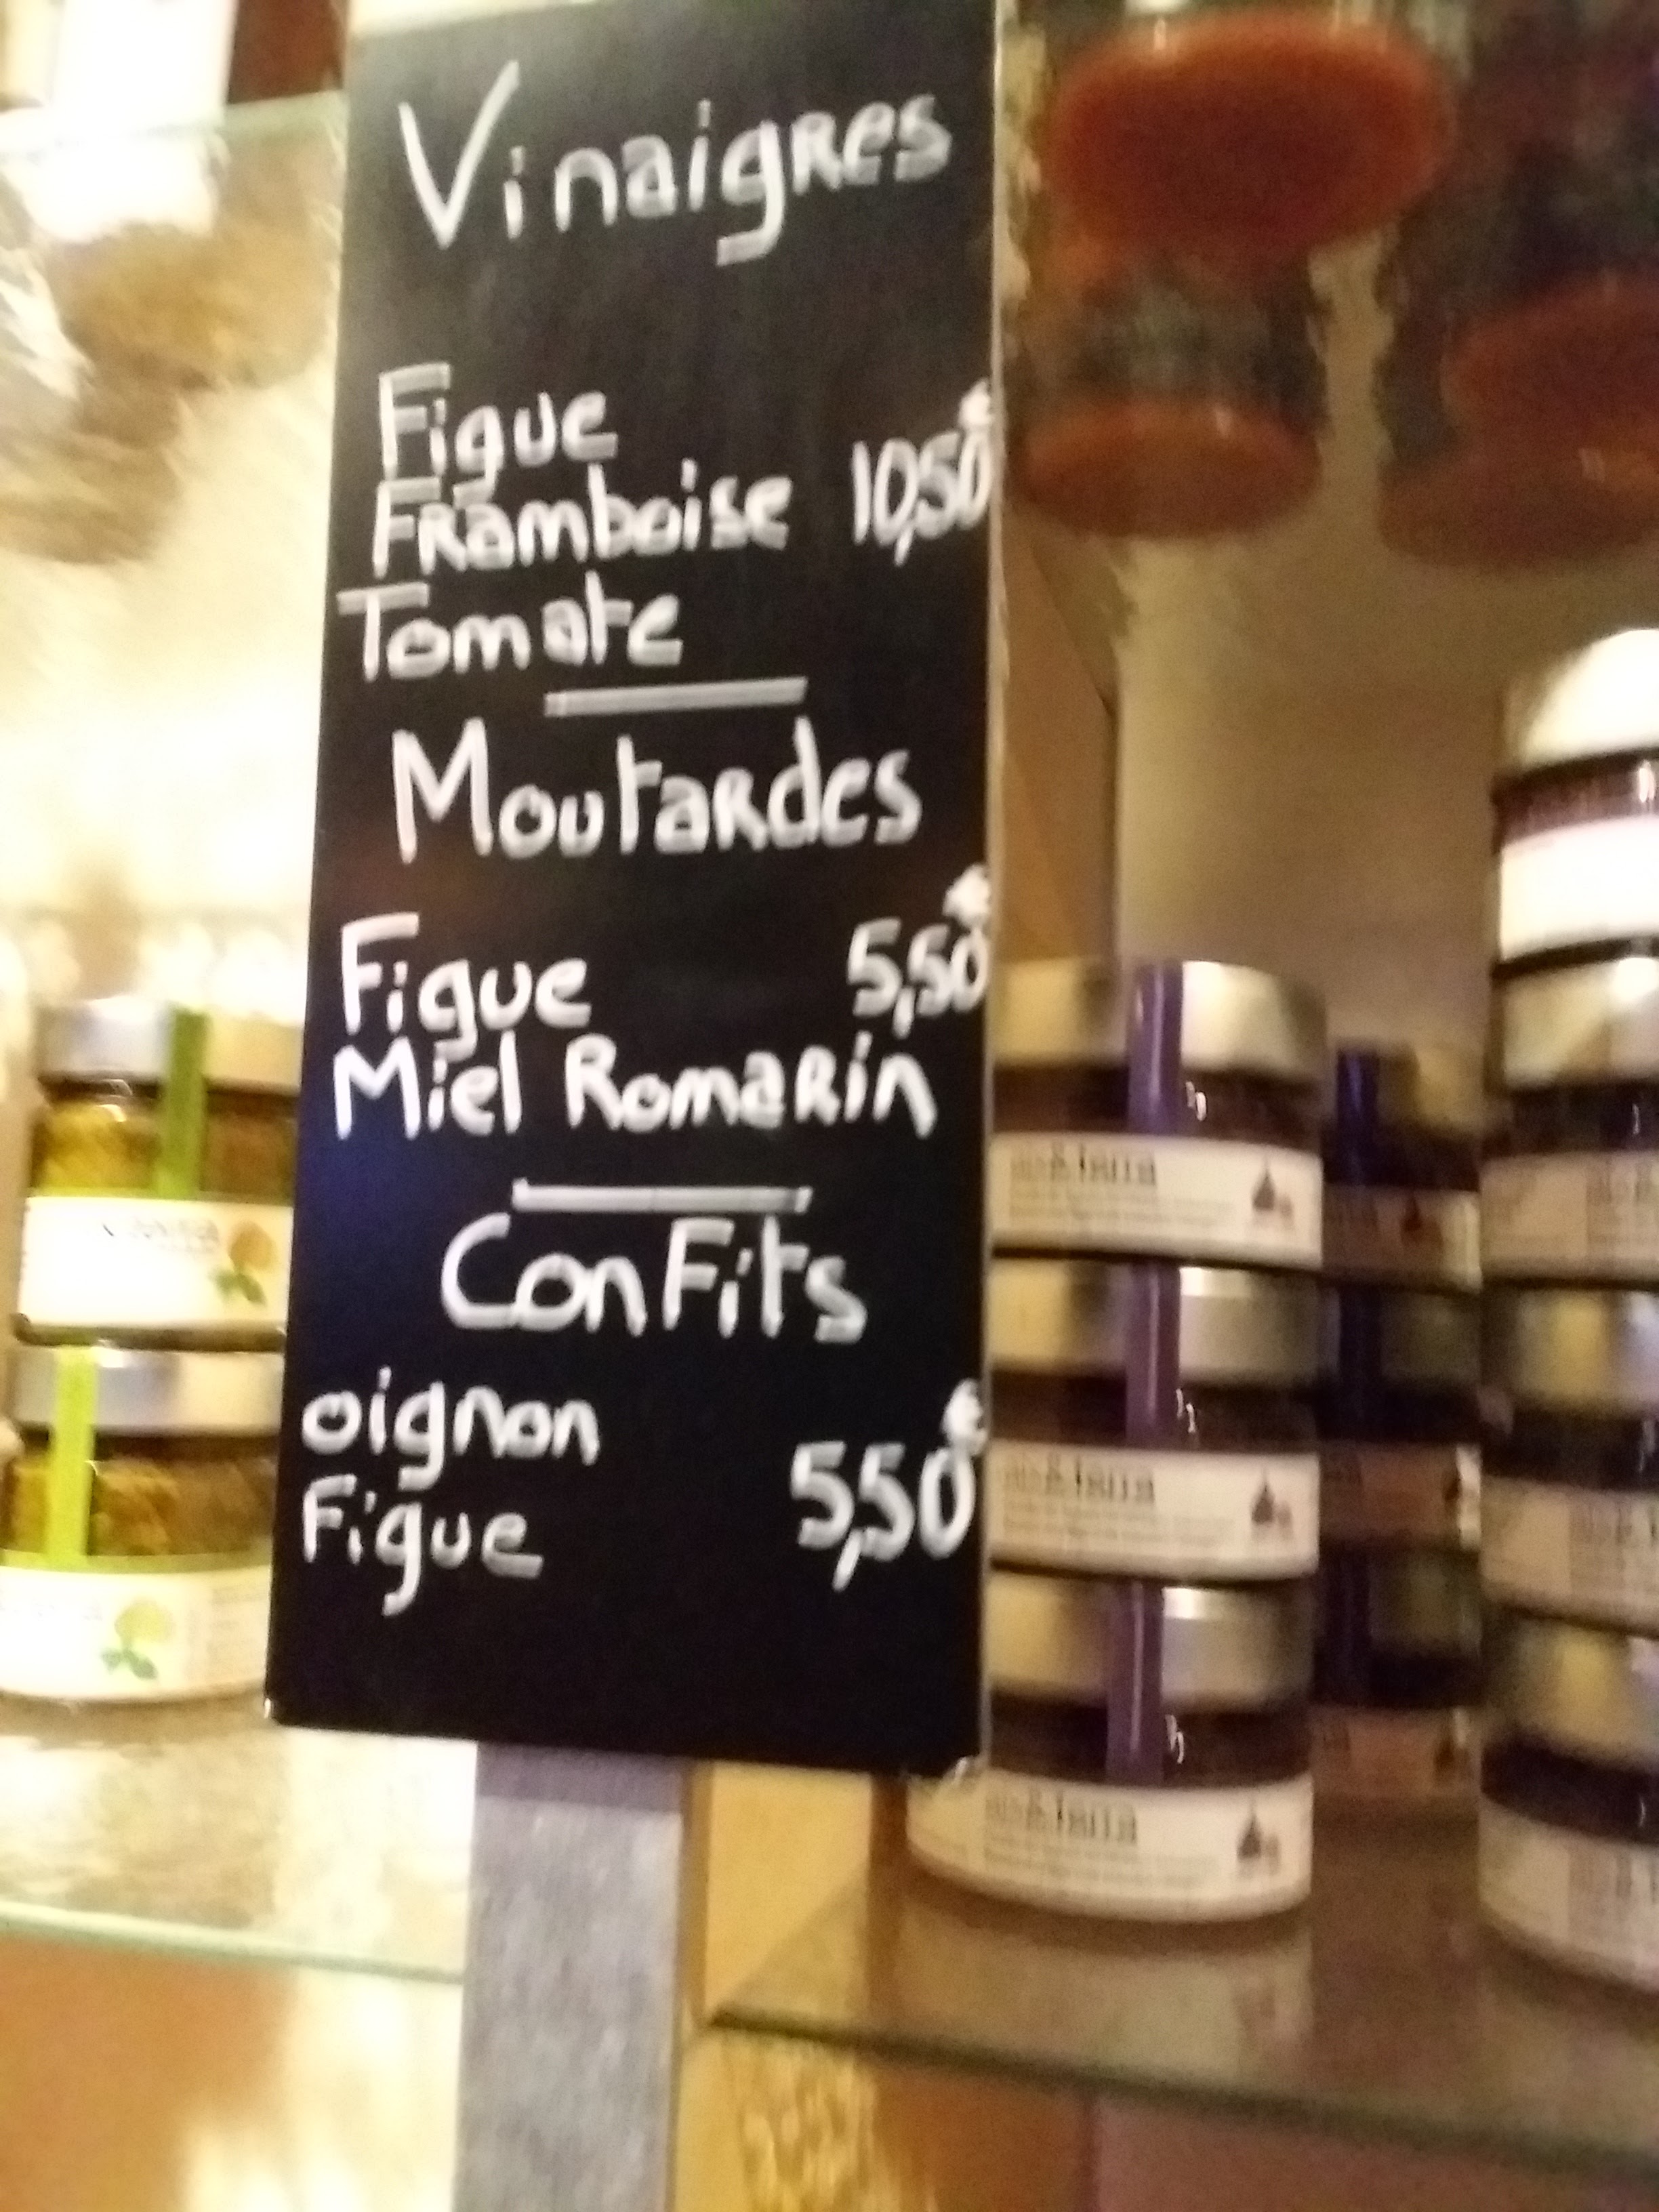 Vinaigres
Figue
Framboise 10,50€
Tomate
Moutardes
Figue 5,50€
Miel Romarin
Confits
oignon
Figue 5,50€